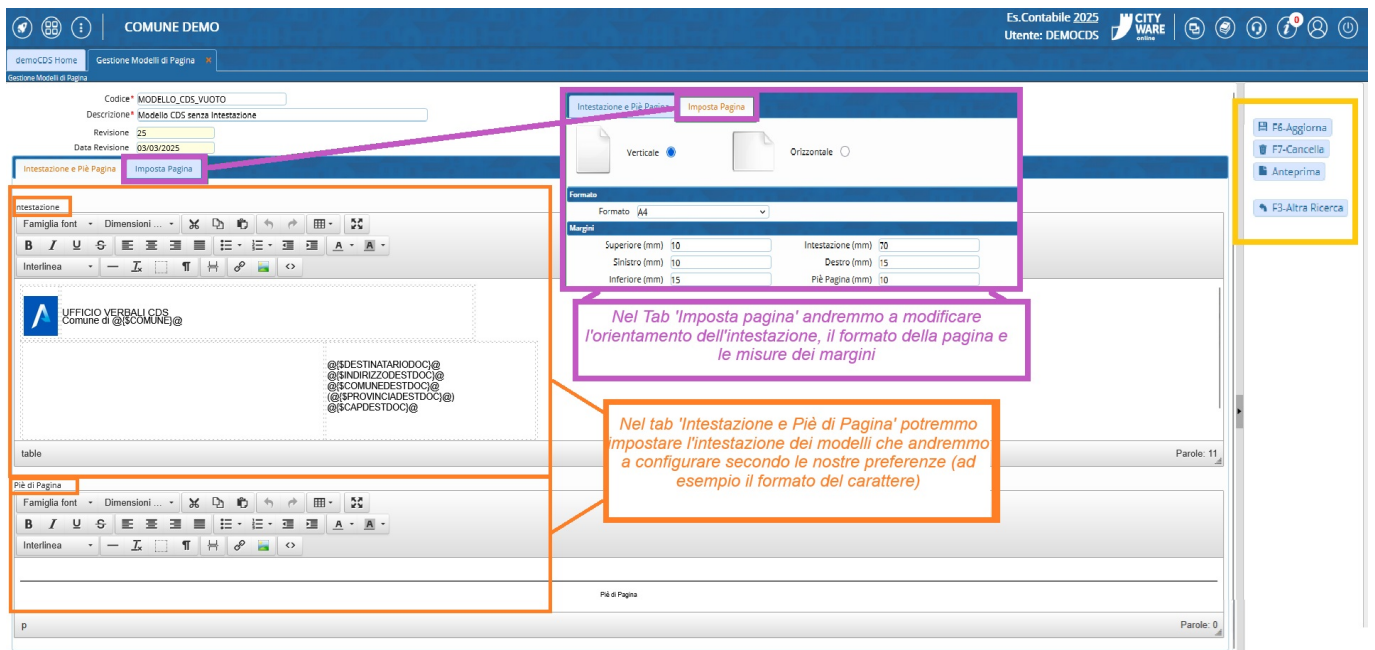 COMUNE DEMO
Es.Contabile 2025
Utente: DEMOCDS
CITY
WARE
online
0
demoCDS Home
Gestione Modelli di Pagina ×
Gestione Modelli di Pagina
Codice* MODELLO_CDS_VUOTO
Descrizione* Modello CDS senza Intestazione
Revisione 25
Data Revisione 03/03/2025
Intestazione e Piè Pagina
Imposta Pagina
Intestazione e Piè Pagina
Imposta Pagina
Verticale
Orizzontale
Formato
Formato A4
Margini
Superiore (mm) 10
Intestazione (mm) 70
Sinistro (mm) 10
Destro (mm) 15
Inferiore (mm) 15
Piè Pagina (mm) 10
F6-Aggiorna
F7-Cancella
Anteprima
F3-Altra Ricerca
Intestazione
Famiglia font
Dimensioni ...
B I U S
A A
Interlinea
UFFICIO VERBALI CDS
Comune di @{$COMUNE}@
@{$DESTINATARIODOC}@
@{$INDIRIZZODESTDOC}@
@{$COMUNEDESTDOC}@
(@{$PROVINCIADESTDOC}@)
@{$CAPDESTDOC}@
table
Parole: 11
Nel Tab 'Imposta pagina' andremmo a modificare
l'orientamento dell'intestazione, il formato della pagina e
le misure dei margini
Nel tab 'Intestazione e Piè di Pagina' potremmo
impostare l'intestazione dei modelli che andremmo
a configurare secondo le nostre preferenze (ad
esempio il formato del carattere)
Piè di Pagina
Famiglia font
Dimensioni ...
B I U S
A A
Interlinea
Piè di Pagina
p
Parole: 0